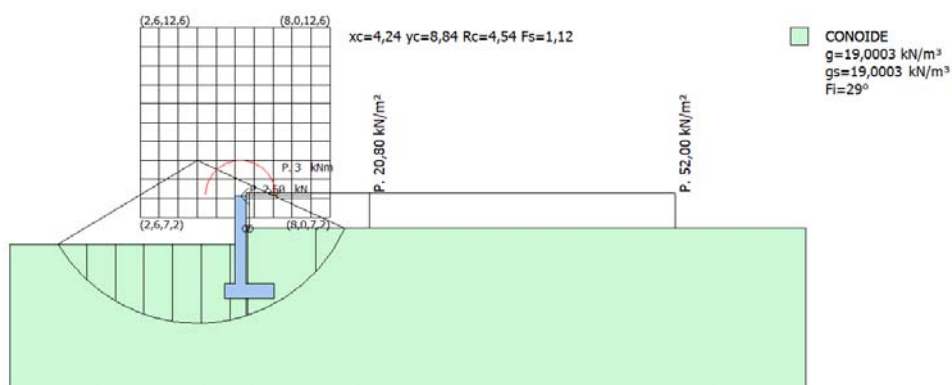 (2,6,12,6)
(8,0,12,6)
xc=4,24 yc=8,84 Rc=4,54 Fs=1,12
CONOIDE
g=19,0003 kN/m³
gs=19,0003 kN/m³
Fi=29°
P. 20,80 kN/m²
P. 52,00 kN/m²
P. 3 kNm
P. 2,50 kN
(2,6,7,2)
(8,0,7,2)